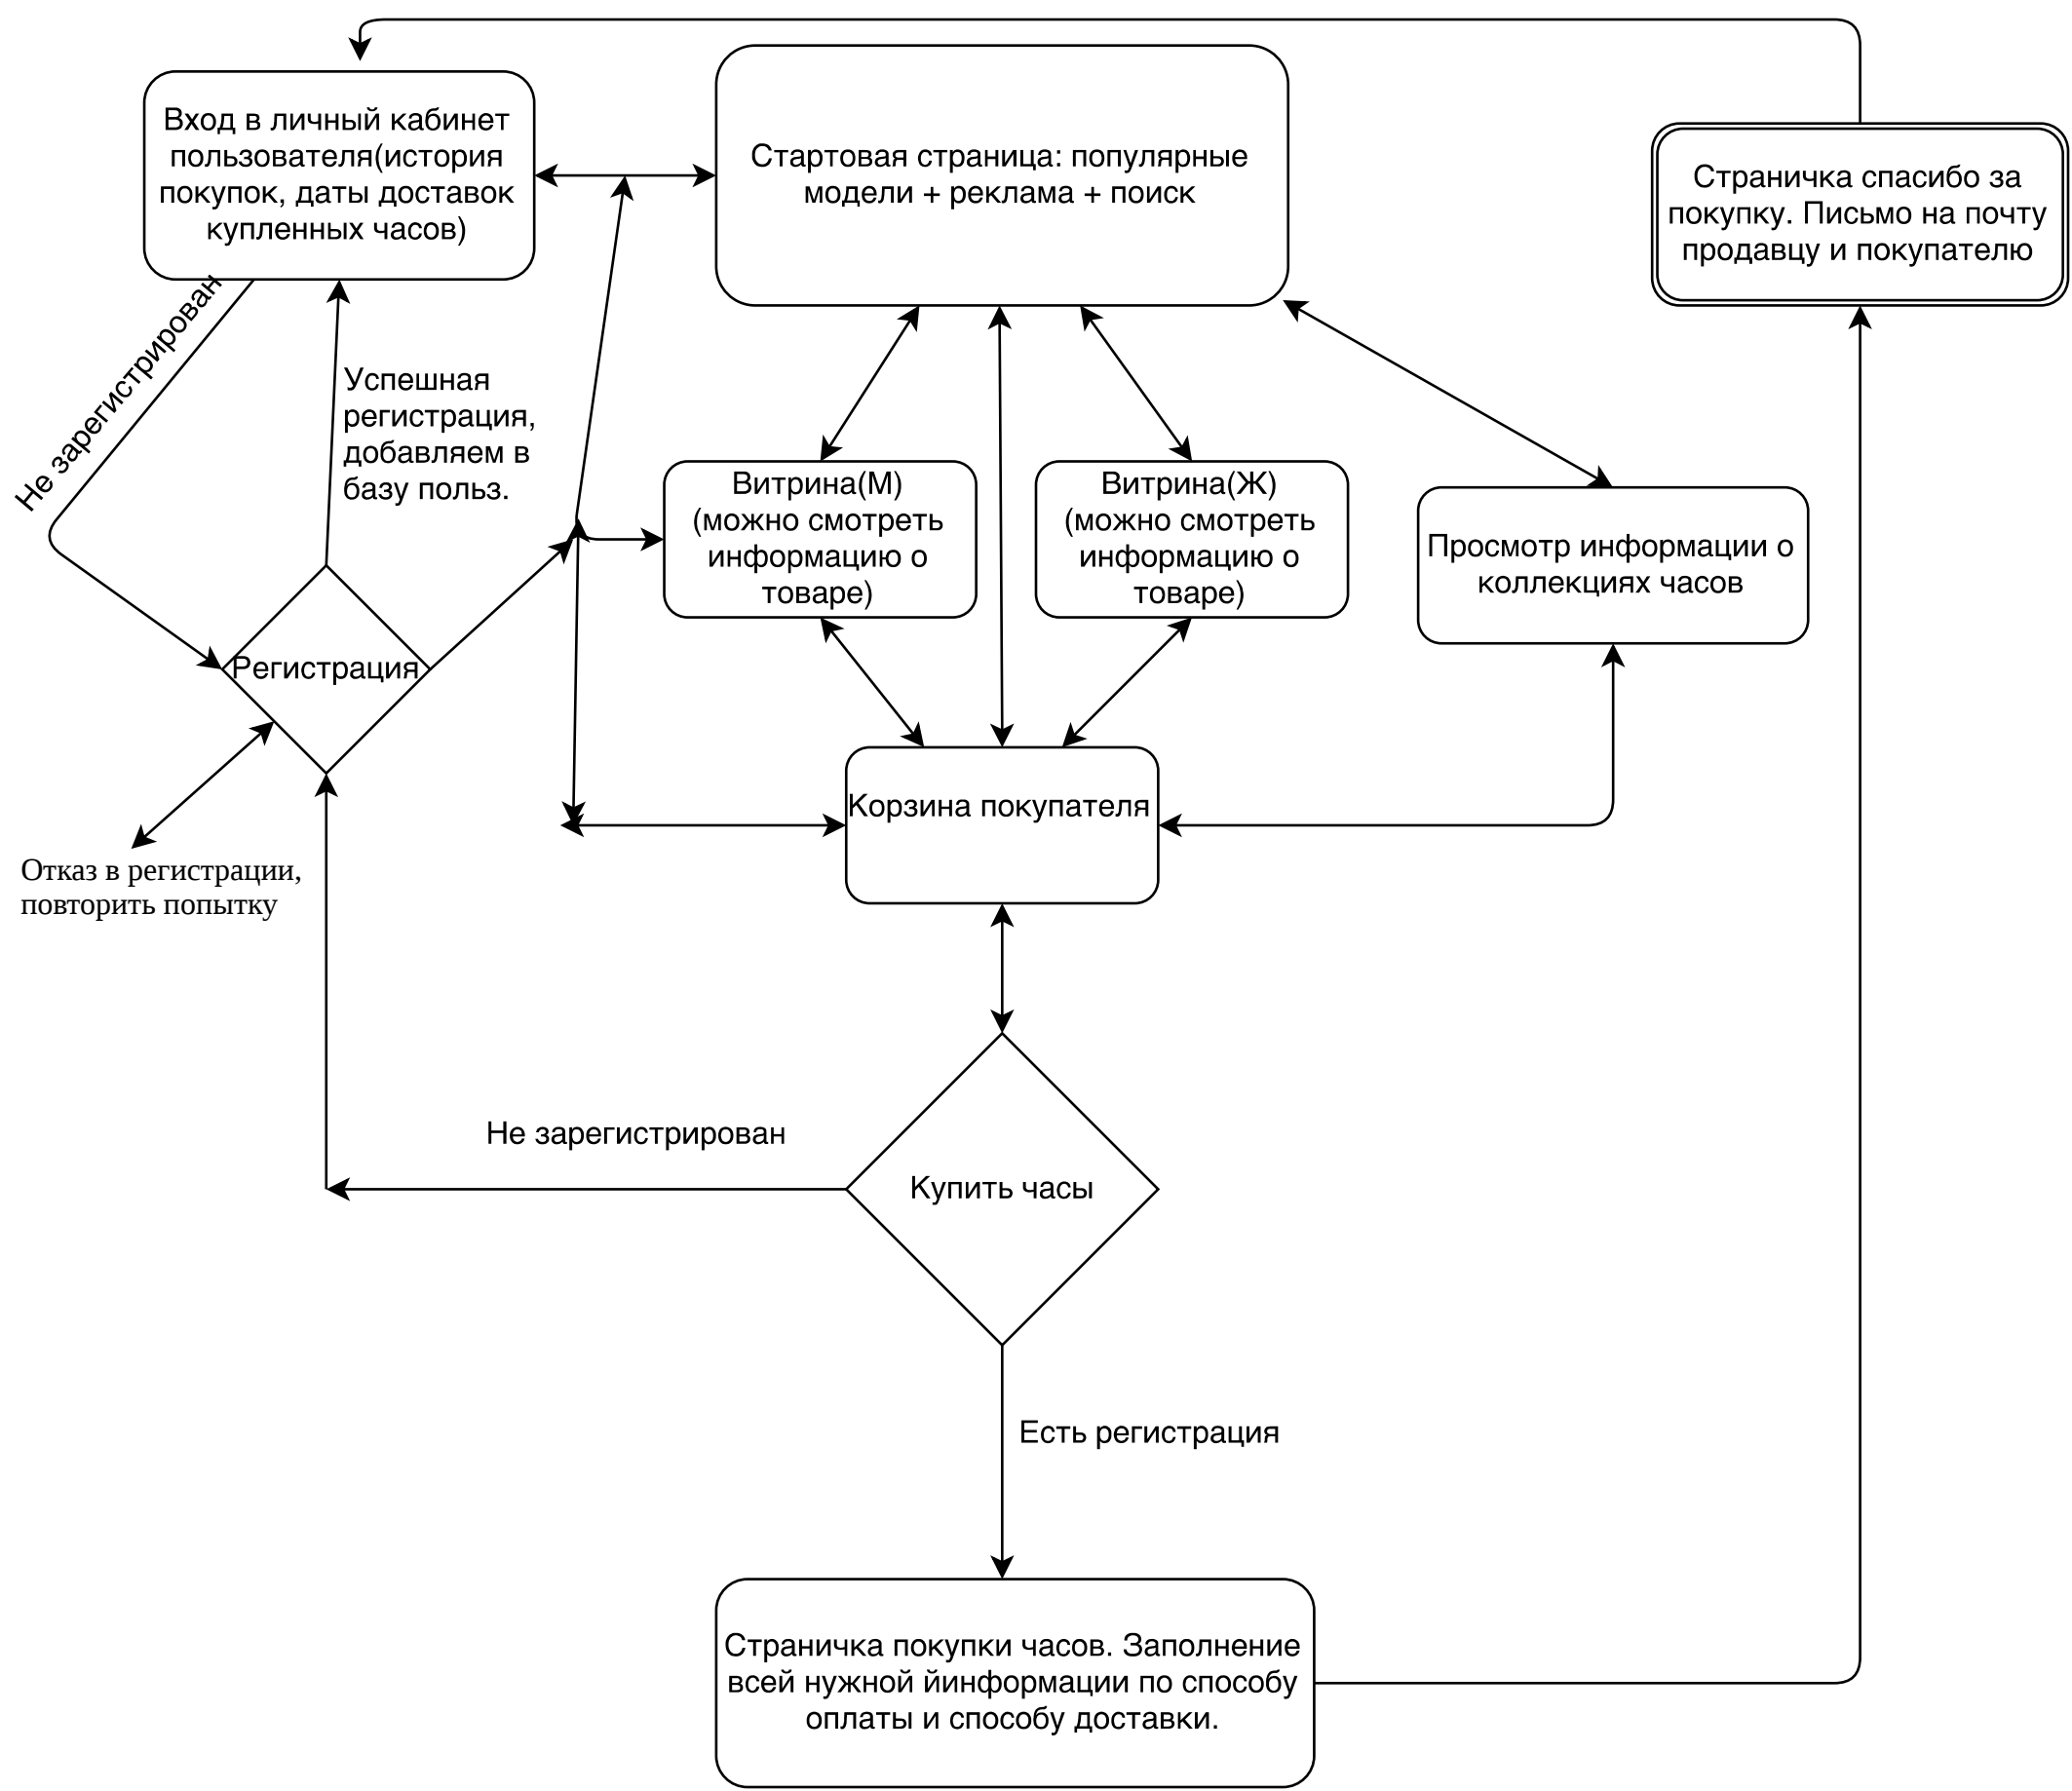 Вход в личный кабинет
пользователя(история
покупок, даты доставок
купленных часов)
Стартовая страница: популярные
модели + реклама + поиск
Страничка спасибо за
покупку. Письмо на почту
продавцу и покупателю
Не зарегистрирован
Успешная
регистрация,
добавляем в
базу польз.
Витрина(М)
(можно смотреть
информацию о
товаре)
Витрина(Ж)
(можно смотреть
информацию о
товаре)
Просмотр информации о
коллекциях часов
Регистрация
Корзина покупателя
Отказ в регистрации,
повторить попытку
Не зарегистрирован
Купить часы
Есть регистрация
Страничка покупки часов. Заполнение
всей нужной йинформации по способу
оплаты и способу доставки.